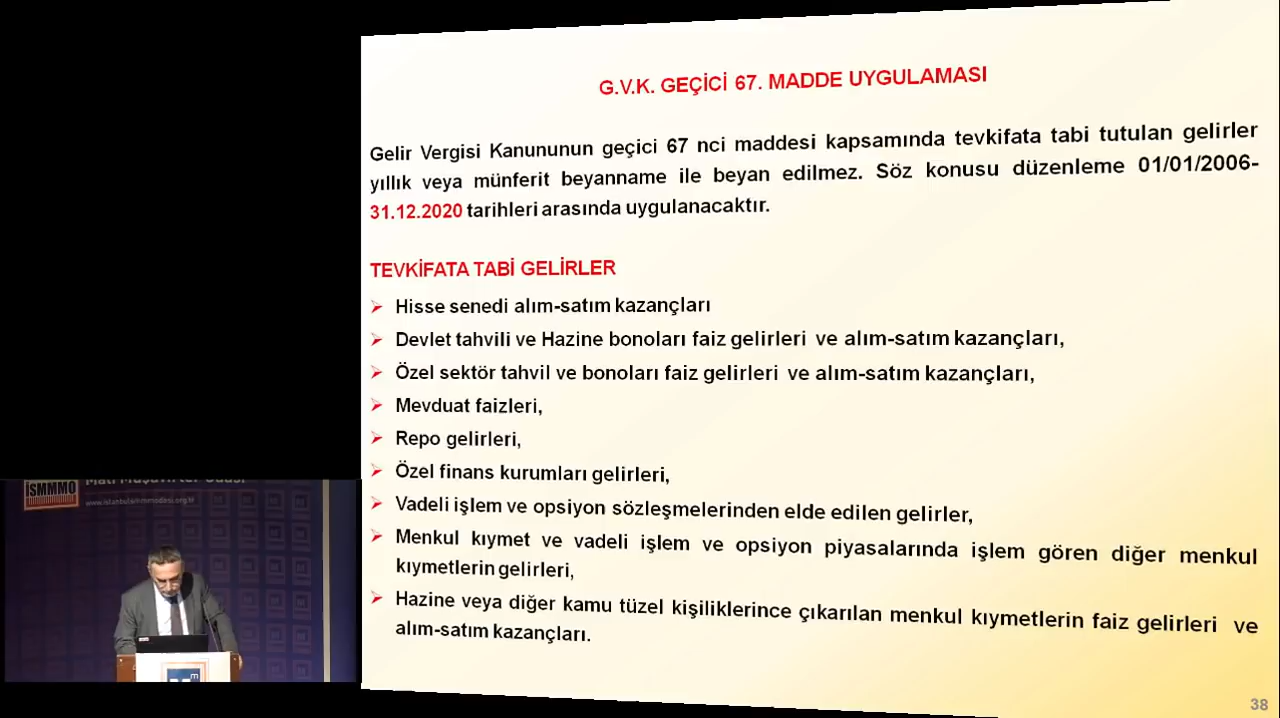 G.V.K. GEÇİCİ 67. MADDE UYGULAMASI
Gelir Vergisi Kanununun geçici 67 nci maddesi kapsamında tevkifata tabi tutulan gelirler
yıllık veya münferit beyanname ile beyan edilmez. Söz konusu düzenleme 01/01/2006-
31.12.2020 tarihleri arasında uygulanacaktır.
TEVKİFATA TABİ GELİRLER
Hisse senedi alım-satım kazançları
Devlet tahvili ve Hazine bonoları faiz gelirleri ve alım-satım kazançları,
Özel sektör tahvil ve bonoları faiz gelirleri ve alım-satım kazançları,
Mevduat faizleri,
Repo gelirleri,
Özel finans kurumları gelirleri,
Vadeli işlem ve opsiyon sözleşmelerinden elde edilen gelirler,
Menkul kıymet ve vadeli işlem ve opsiyon piyasalarında işlem gören diğer menkul
kıymetlerin gelirleri,
Hazine veya diğer kamu tüzel kişiliklerince çıkarılan menkul kıymetlerin faiz gelirleri ve
alım-satım kazançları.
38
İSMMMO